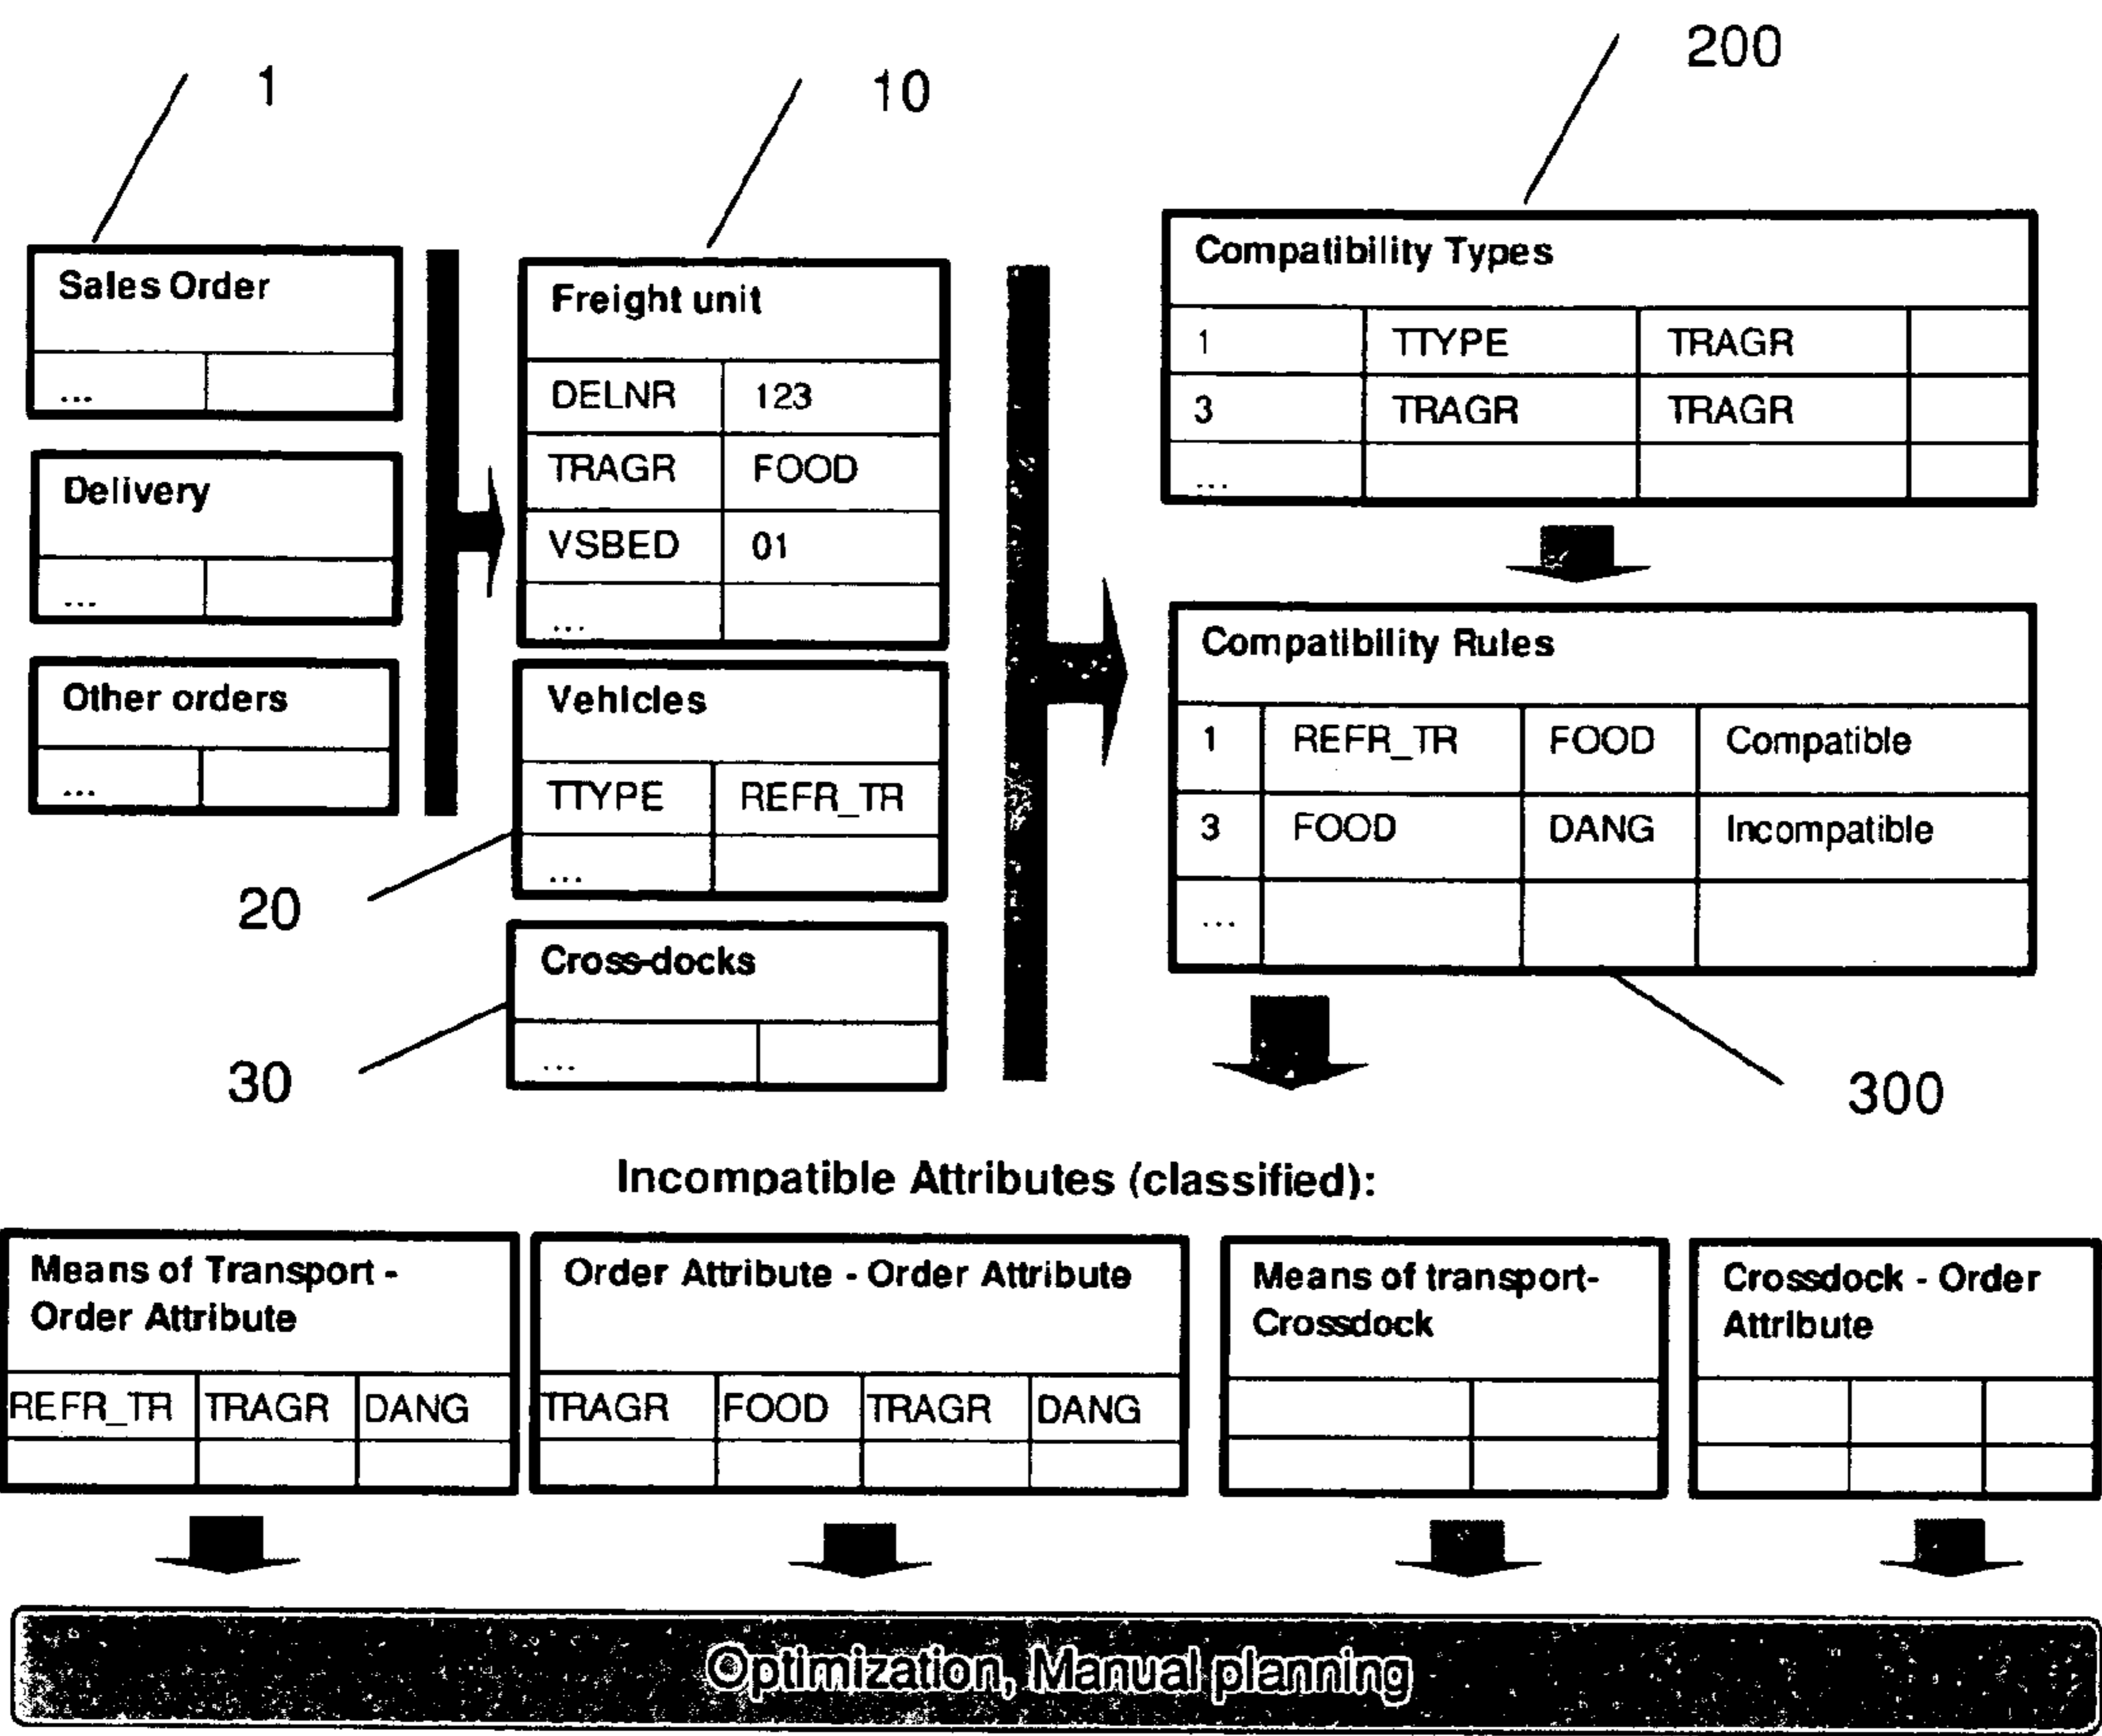 1
10
200
Sales Order
...
Delivery
...
Other orders
...
Freight unit
DELNR 123
TRAGR FOOD
VSBED 01
...
Vehicles
TTYPE REFR_TR
...
20
Cross-docks
...
30
Compatibility Types
1 TTYPE TRAGR
3 TRAGR TRAGR
...
Compatibility Rules
1 REFR_TR FOOD Compatible
3 FOOD DANG Incompatible
...
300
Incompatible Attributes (classified):
Means of Transport -
Order Attribute
REFR_TR TRAGR DANG
Order Attribute - Order Attribute
TRAGR FOOD TRAGR DANG
Means of transport-
Crossdock
Crossdock - Order
Attribute
Optimization, Manual planning